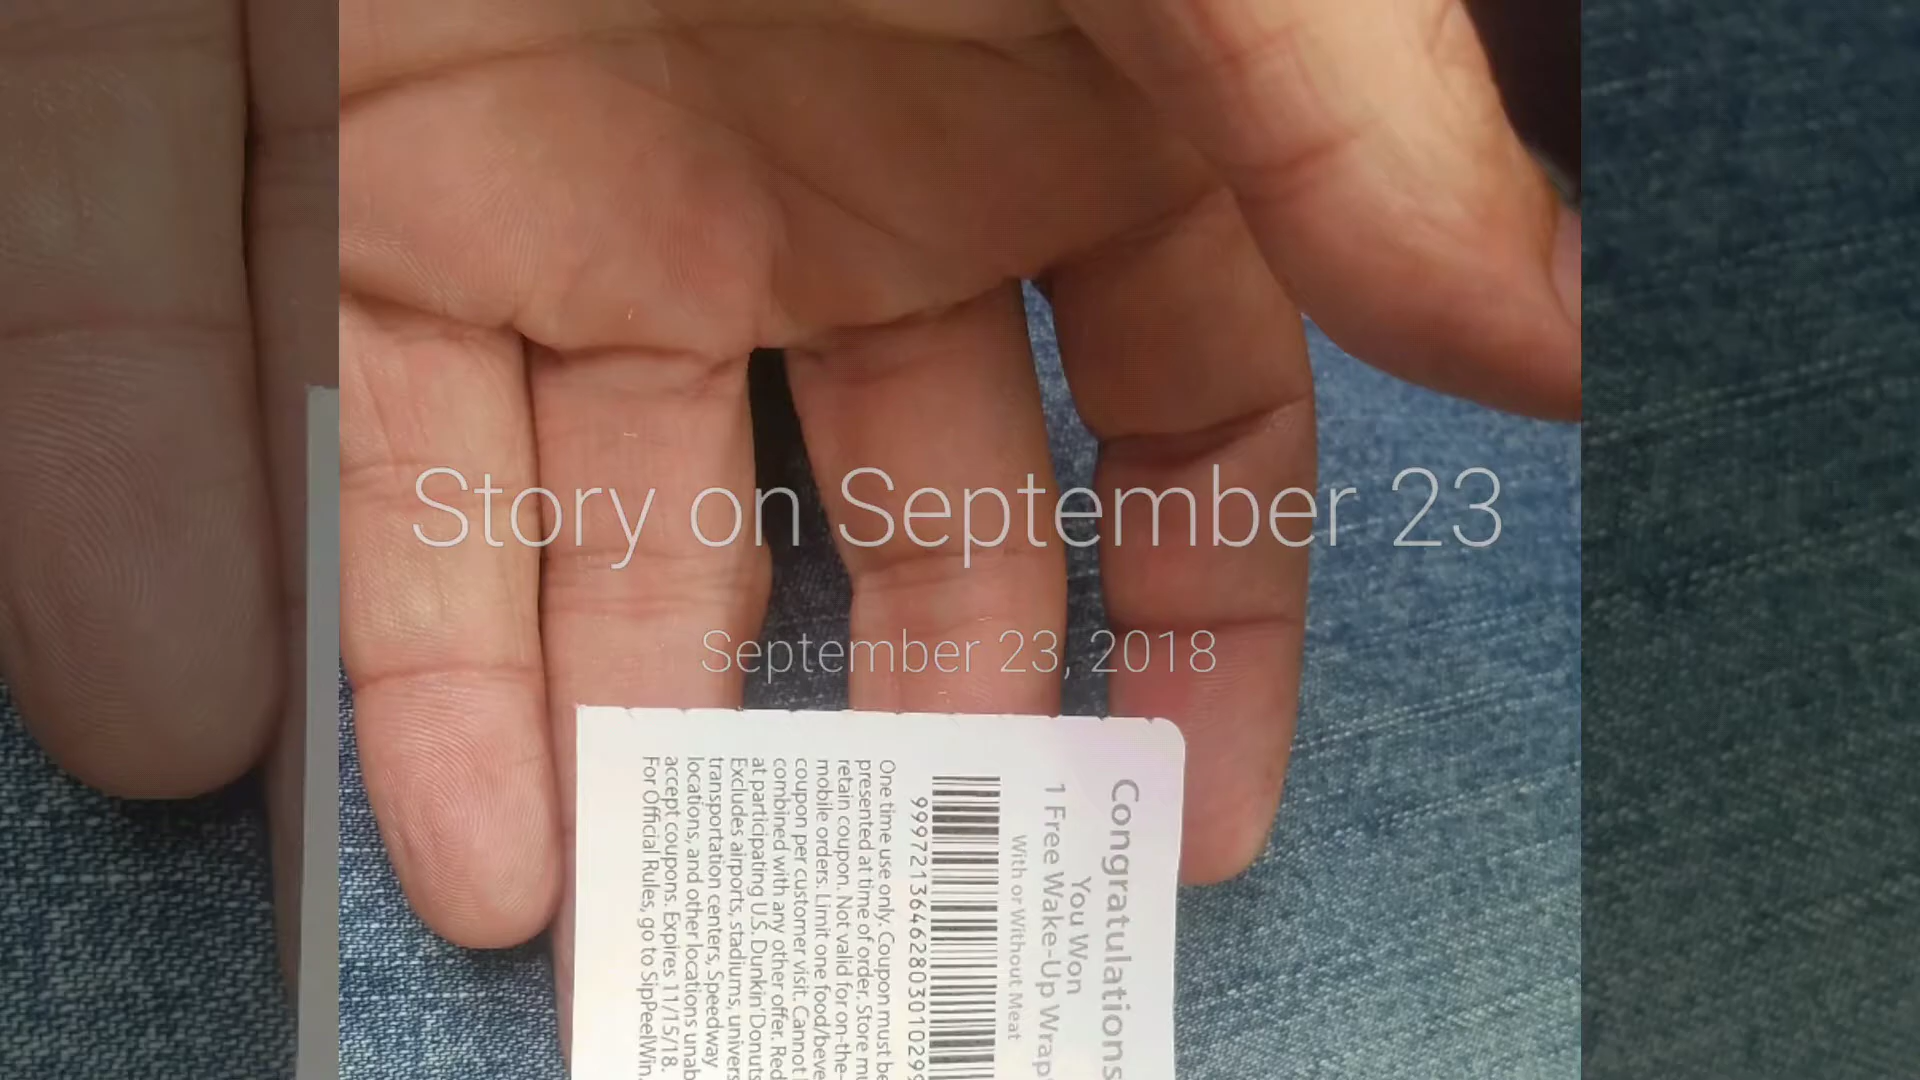 Story on September 23
September 23, 2018
Congratulations
You Won
1 Free Wake-Up Wrap
With or Without Meat
99972136462803010299
One time use only. Coupon must be
presented at time of order. Store
retain coupon. Not valid for on-the-
mobile orders. Limit one
coupon per customer visit. Cannot
combined with any other offer.
at participating U.S. Dunkin' Donuts
Excludes airports, stadiums,
transportation centers, Speedway
locations, and other locations
accept coupons. Expires 11/15/18.
For Official Rules, go to SipPeelWin.